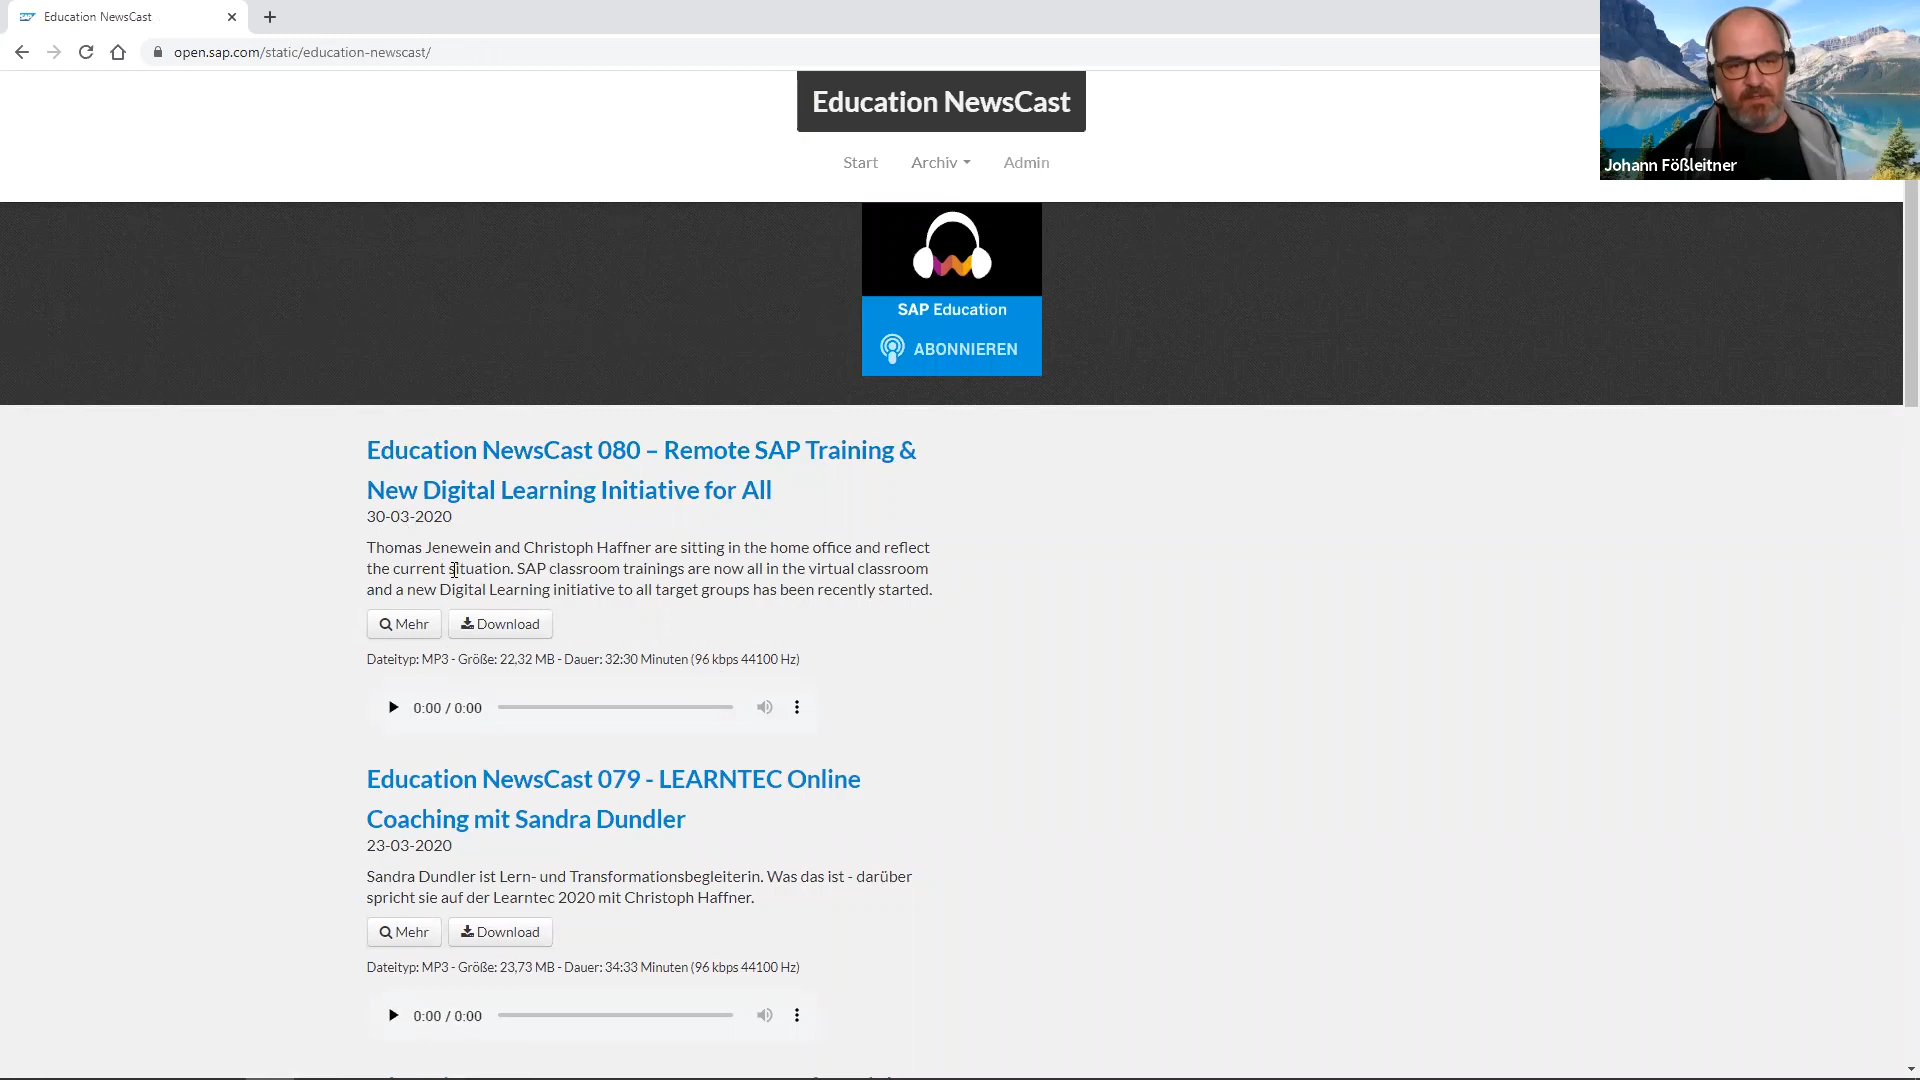 Education NewsCast
open.sap.com/static/education-newscast/
Education NewsCast
Start Archiv Admin
Johann Fößleitner
SAP Education
ABONNIEREN
Education NewsCast 080 – Remote SAP Training &
New Digital Learning Initiative for All
30-03-2020
Thomas Jenewein and Christoph Haffner are sitting in the home office and reflect
the current situation. SAP classroom trainings are now all in the virtual classroom
and a new Digital Learning initiative to all target groups has been recently started.
Mehr Download
Dateityp: MP3 - Größe: 22,32 MB - Dauer: 32:30 Minuten (96 kbps 44100 Hz)
0:00 / 0:00
Education NewsCast 079 - LEARNTEC Online
Coaching mit Sandra Dundler
23-03-2020
Sandra Dundler ist Lern- und Transformationsbegleiterin. Was das ist - darüber
spricht sie auf der Learntec 2020 mit Christoph Haffner.
Mehr Download
Dateityp: MP3 - Größe: 23,73 MB - Dauer: 34:33 Minuten (96 kbps 44100 Hz)
0:00 / 0:00